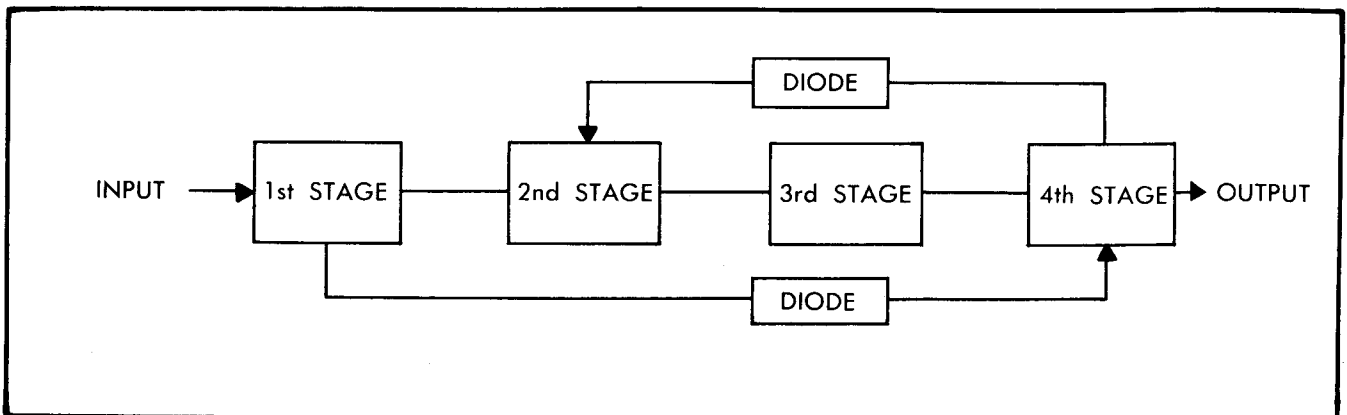 DIODE
INPUT
1st STAGE
2nd STAGE
3rd STAGE
4th STAGE
OUTPUT
DIODE